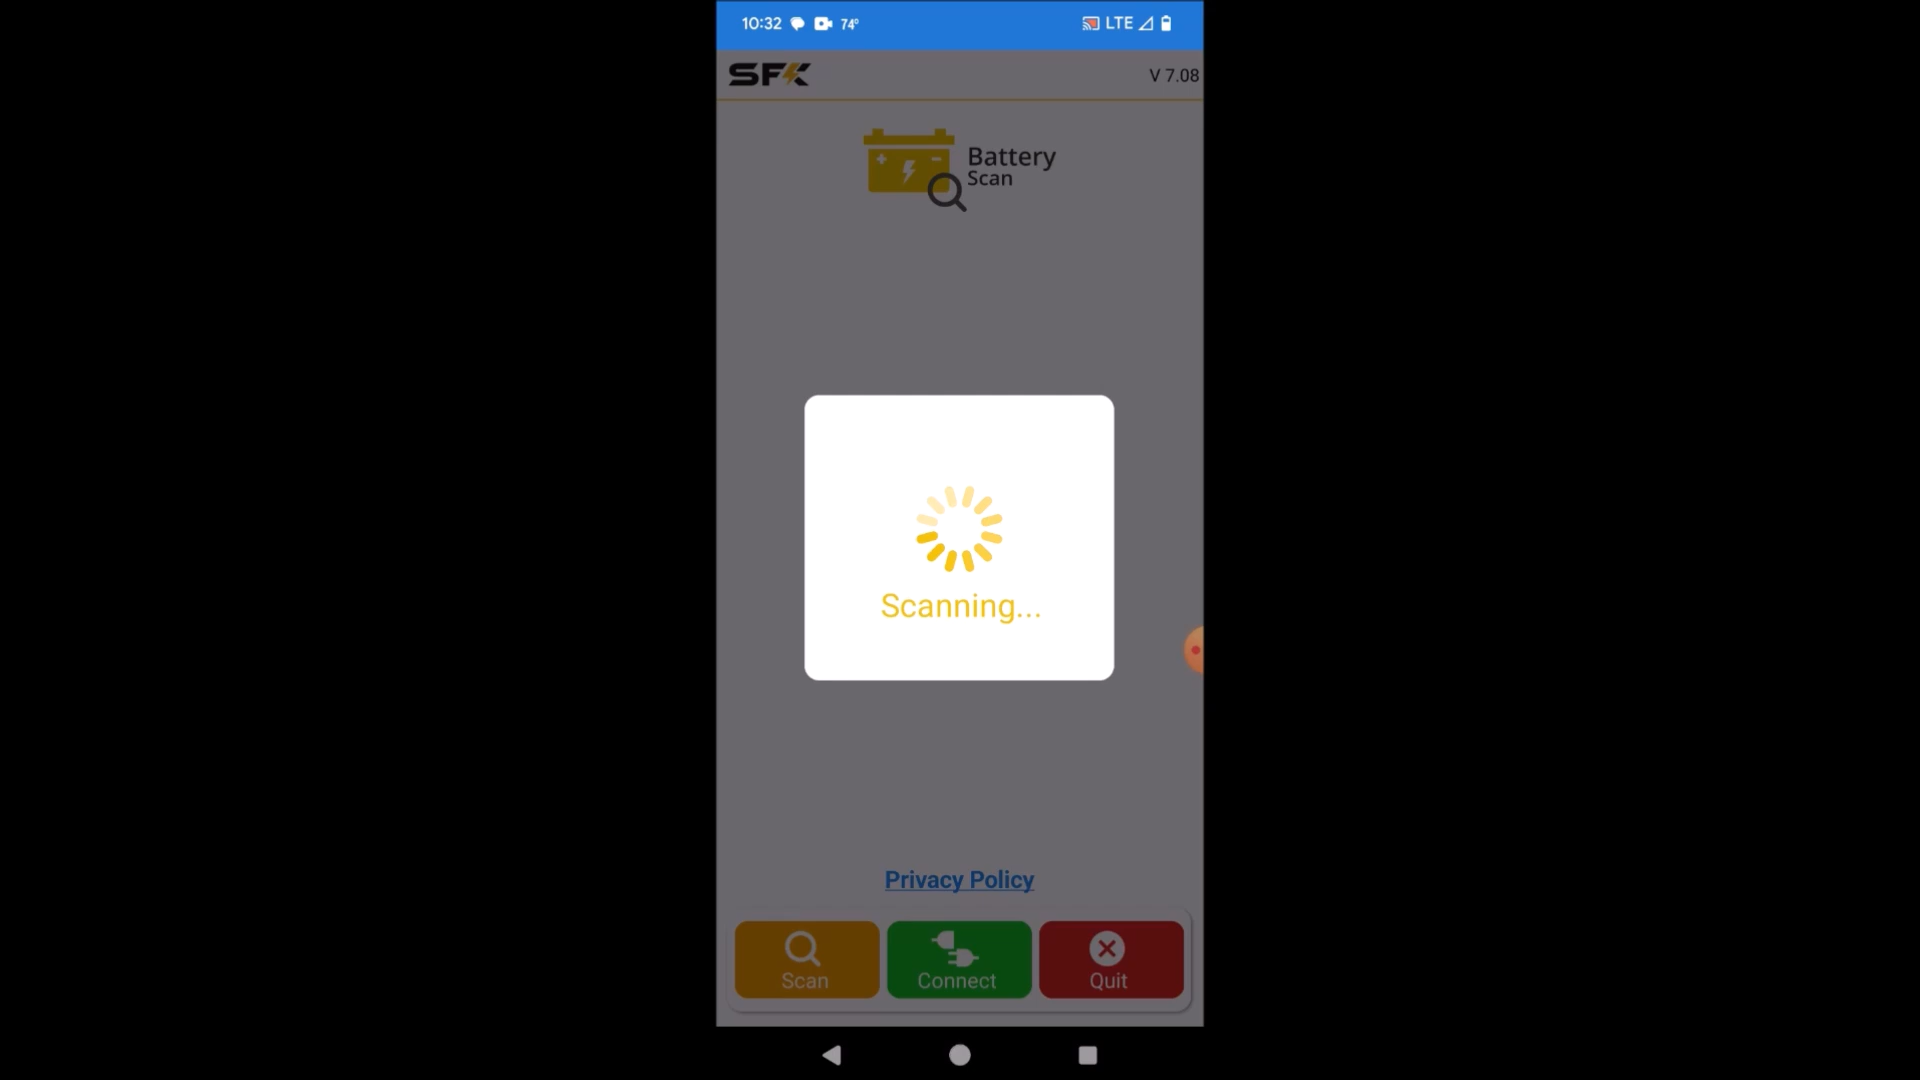 10:32 74° LTE
SFK V 7.08
Battery
Scan
Scanning...
Privacy Policy
Scan Connect Quit